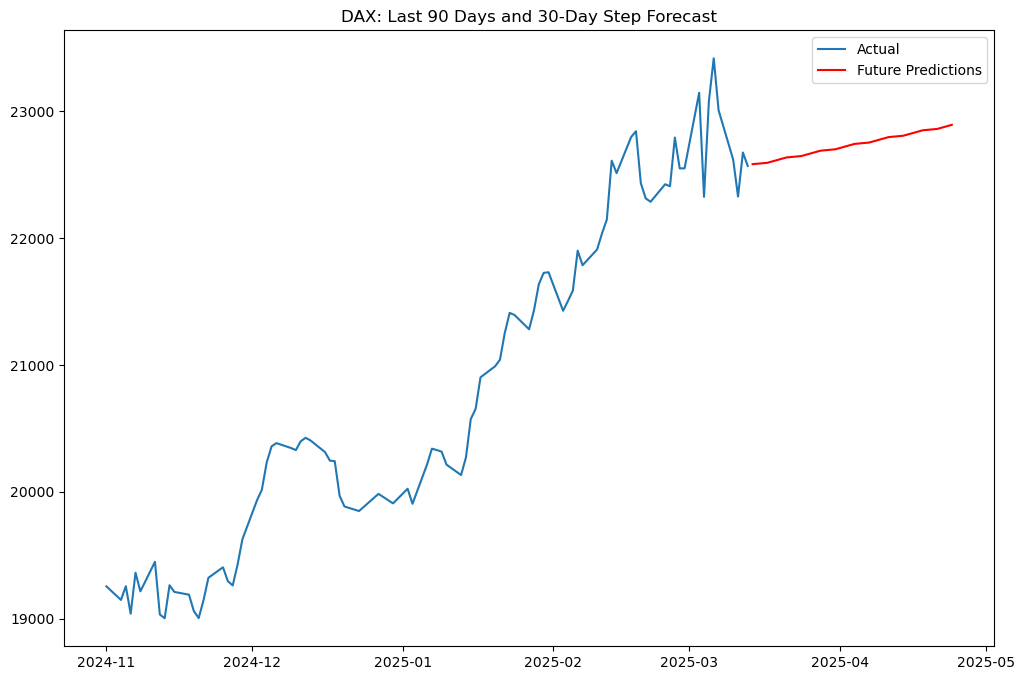 DAX: Last 90 Days and 30-Day Step Forecast
Actual
Future Predictions
23000
22000
21000
20000
19000
2024-11 2024-12 2025-01 2025-02 2025-03 2025-04 2025-05